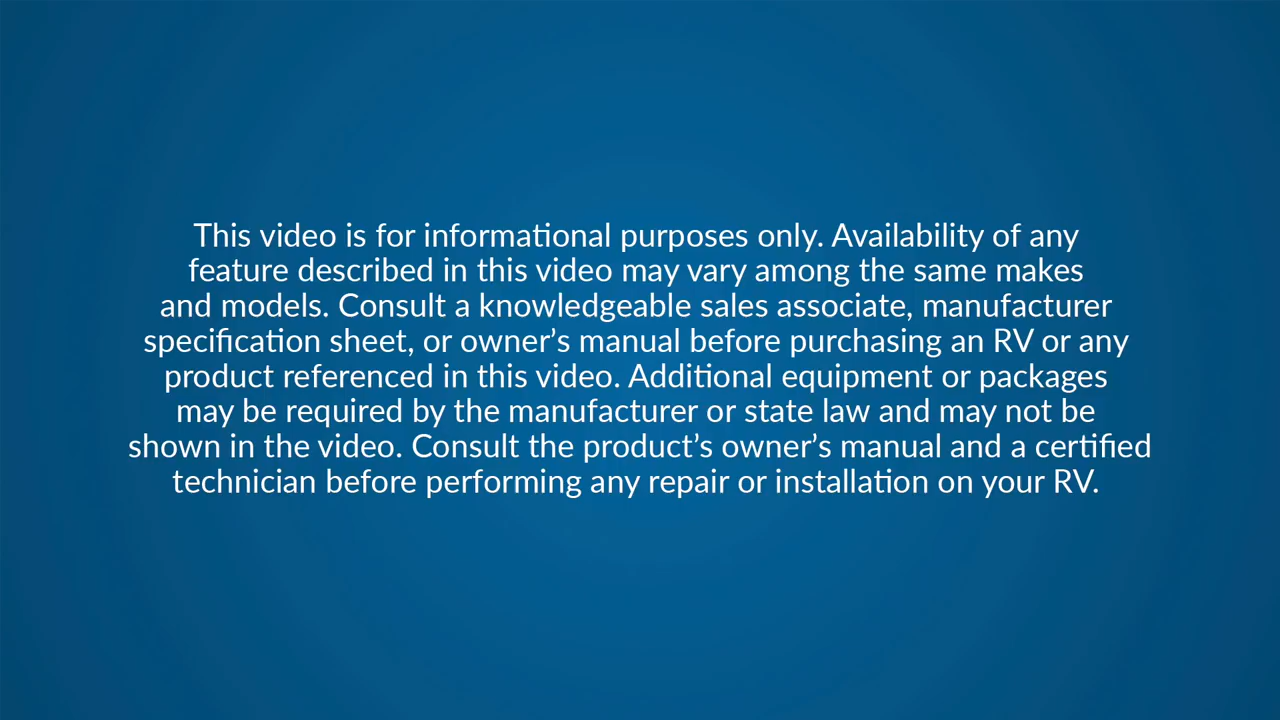 This video is for informational purposes only. Availability of any
feature described in this video may vary among the same makes
and models. Consult a knowledgeable sales associate, manufacturer
specification sheet, or owner’s manual before purchasing an RV or any
product referenced in this video. Additional equipment or packages
may be required by the manufacturer or state law and may not be
shown in the video. Consult the product’s owner’s manual and a certified
technician before performing any repair or installation on your RV.